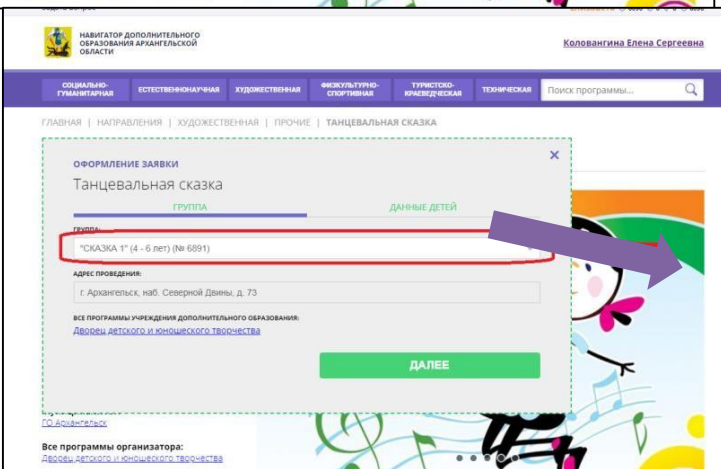 НАВИГАТОР ДОПОЛНИТЕЛЬНОГО
ОБРАЗОВАНИЯ АРХАНГЕЛЬСКОЙ
ОБЛАСТИ
Коловангина Елена Сергеевна
СОЦИАЛЬНО-
ГУМАНИТАРНАЯ
ЕСТЕСТВЕННОНАУЧНАЯ
ХУДОЖЕСТВЕННАЯ
ФИЗКУЛЬТУРНО-
СПОРТИВНАЯ
ТУРИСТСКО-
КРАЕВЕДЧЕСКАЯ
ТЕХНИЧЕСКАЯ
Поиск программы...
ГЛАВНАЯ | НАПРАВЛЕНИЯ | ХУДОЖЕСТВЕННАЯ | ПРОЧИЕ | ТАНЦЕВАЛЬНАЯ СКАЗКА
ОФОРМЛЕНИЕ ЗАЯВКИ
Танцевальная сказка
ГРУППА
ДАННЫЕ ДЕТЕЙ
ГРУППА:
"СКАЗКА 1" (4 - 6 лет) (№ 6891)
АДРЕС ПРОВЕДЕНИЯ:
г. Архангельск, наб. Северной Двины, д. 73
ВСЕ ПРОГРАММЫ УЧРЕЖДЕНИЯ ДОПОЛНИТЕЛЬНОГО ОБРАЗОВАНИЯ:
Дворец детского и юношеского творчества
ДАЛЕЕ
ГО Архангельск
Все программы организатора:
Дворец детского и юношеского творчества